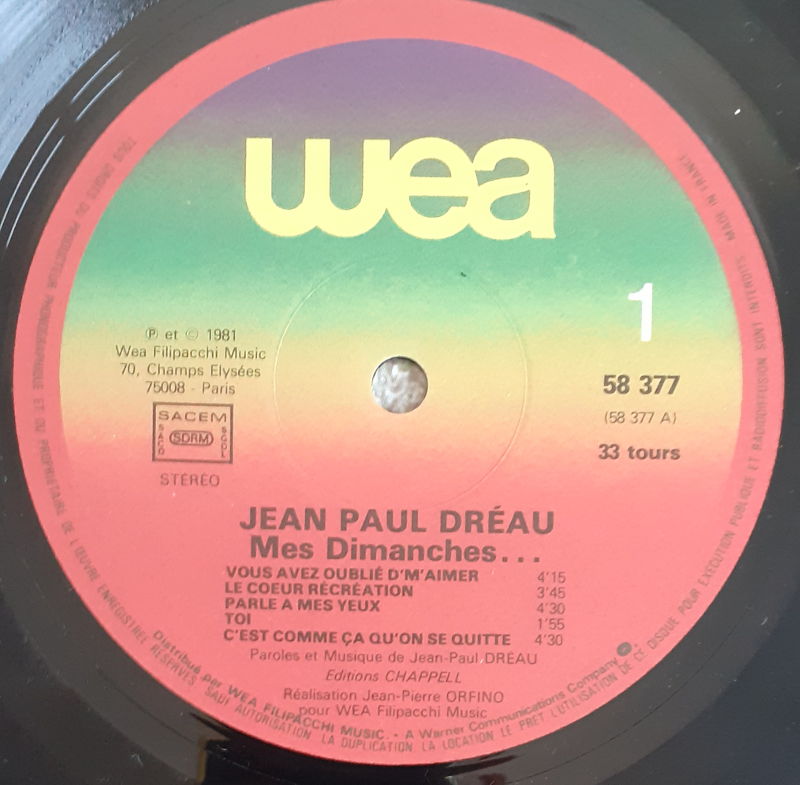 wea
1
℗ et © 1981
Wea Filipacchi Music
70, Champs Elysées
75008 - Paris
SACEM
SACD
SDRM
SGDL
STÉRÉO
58 377
(58 377 A)
33 tours
JEAN PAUL DRÉAU
Mes Dimanches...
VOUS AVEZ OUBLIÉ D'M'AIMER 4'15
LE COEUR RÉCRÉATION 3'45
PARLE A MES YEUX 4'30
TOI 1'55
C'EST COMME ÇA QU'ON SE QUITTE 4'30
Paroles et Musique de Jean-Paul DRÉAU
Editions CHAPPELL
Réalisation Jean-Pierre ORFINO
pour WEA Filipacchi Music
Distribué par WEA FILIPACCHI MUSIC. - A Warner Communications Company
TOUS DROITS DU PRODUCTEUR PHONOGRAPHIQUE ET DU PROPRIETAIRE DE L'ŒUVRE ENREGISTREE RESERVES SAUF AUTORISATION LA DUPLICATION LA LOCATION LE PRET L'UTILISATION DE CE DISQUE POUR EXECUTION PUBLIQUE ET RADIODIFFUSION SONT INTERDITS. MADE IN FRANCE